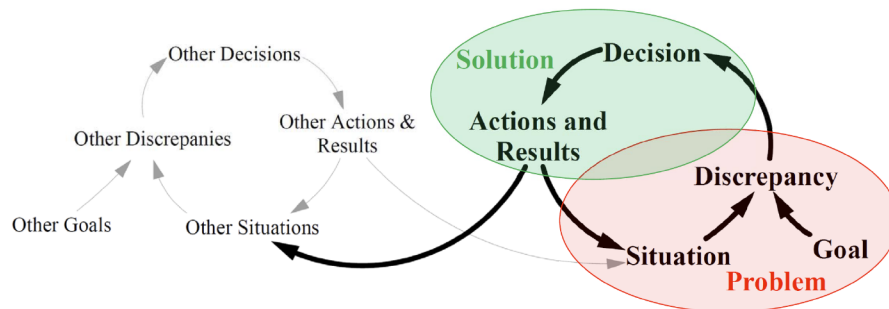 Other Decisions
Other Actions &
Results
Other Discrepanies
Other Goals
Other Situations
Solution
Decision
Actions and
Results
Discrepancy
Situation
Goal
Problem